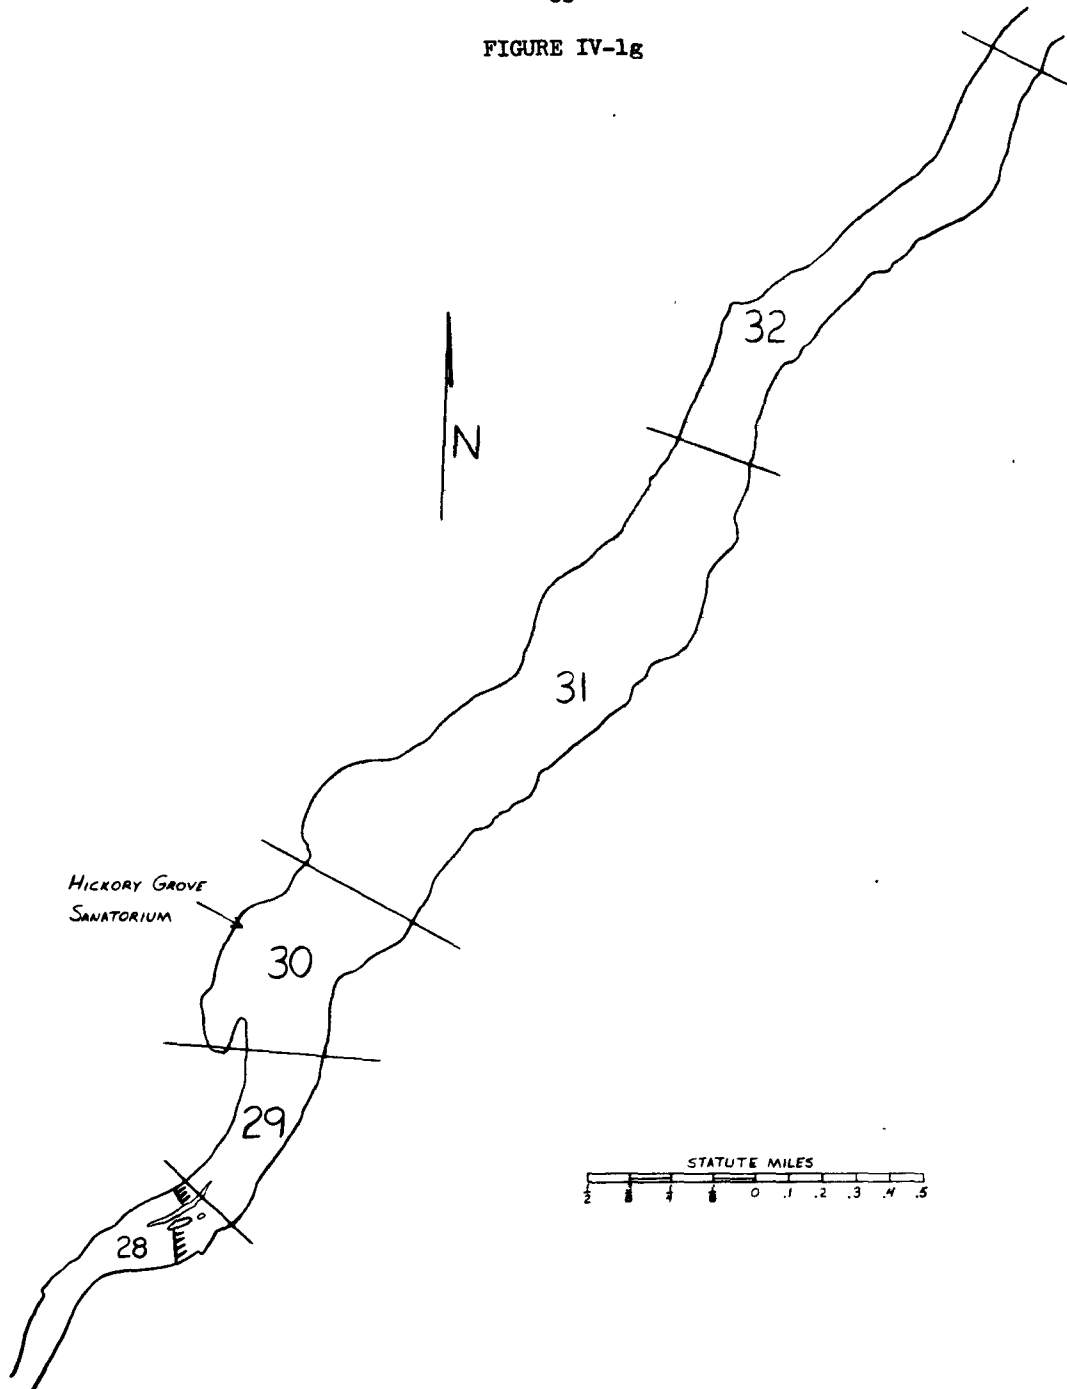 FIGURE IV-1g
32
N
31
HICKORY GROVE
SANATORIUM
30
29
28
STATUTE MILES
0 .1 .2 .3 .4 .5